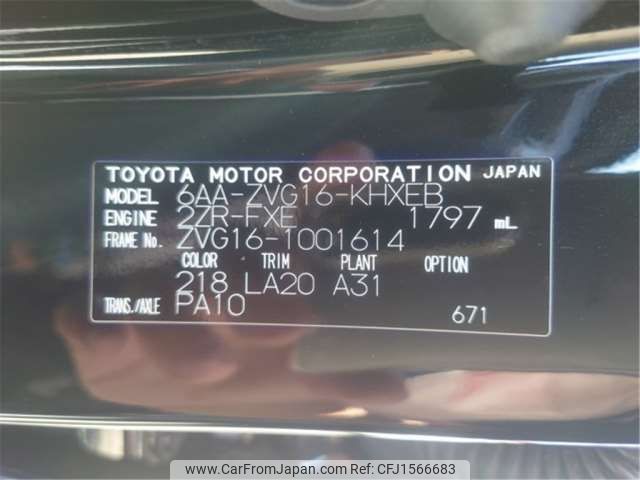 TOYOTA MOTOR CORPORATION JAPAN
MODEL 6AA-ZVG16-KHXEB
ENGINE 2ZR-FXE 1797 mL
FRAME No. ZVG16-1001614
COLOR TRIM PLANT OPTION
218 LA20 A31
TRANS./AXLE PA10 671
www.CarFromJapan.com | CFJ1566683